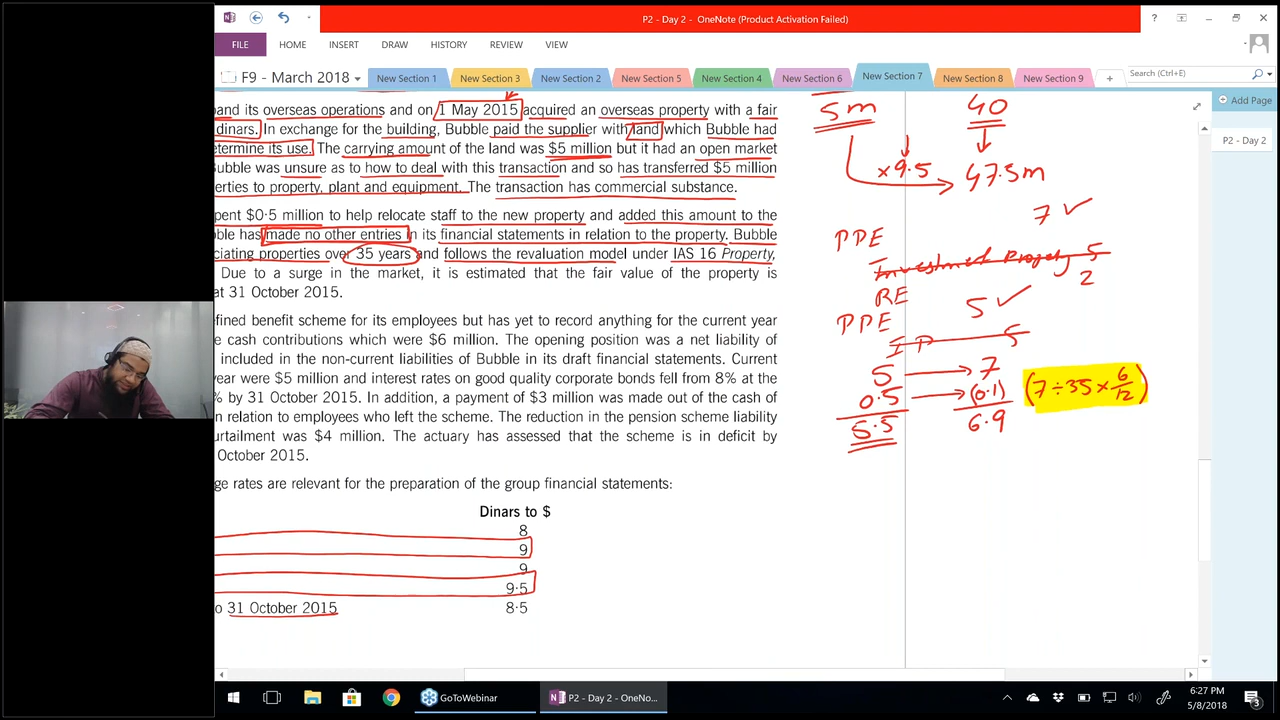 P2 - Day 2 - OneNote (Product Activation Failed)
FILE HOME INSERT DRAW HISTORY REVIEW VIEW
F9 - March 2018
New Section 1 New Section 3 New Section 2 New Section 5 New Section 4 New Section 6 New Section 7 New Section 8 New Section 9
Search (Ctrl+E)
Add Page
P2 - Day 2
and its overseas operations and on 1 May 2015 acquired an overseas property with a fair
dinars. In exchange for the building, Bubble paid the supplier with land which Bubble had
etermine its use. The carrying amount of the land was $5 million but it had an open market
ubble was unsure as to how to deal with this transaction and so has transferred $5 million
erties to property, plant and equipment. The transaction has commercial substance.
pent $0·5 million to help relocate staff to the new property and added this amount to the
ble has made no other entries in its financial statements in relation to the property. Bubble
ciating properties over 35 years and follows the revaluation model under IAS 16 Property,
Due to a surge in the market, it is estimated that the fair value of the property is
at 31 October 2015.
efined benefit scheme for its employees but has yet to record anything for the current year
e cash contributions which were $6 million. The opening position was a net liability of
included in the non-current liabilities of Bubble in its draft financial statements. Current
year were $5 million and interest rates on good quality corporate bonds fell from 8% at the
% by 31 October 2015. In addition, a payment of $3 million was made out of the cash of
n relation to employees who left the scheme. The reduction in the pension scheme liability
urtailment was $4 million. The actuary has assessed that the scheme is in deficit by
October 2015.
ge rates are relevant for the preparation of the group financial statements:
Dinars to $
8
9
9
9·5
o 31 October 2015 8·5
5m 40
×9.5 47.5m
PPE 7 ✓
Investment Property 5
RE 2
PPE 5 ✓
IP 5
5 → 7
0.5 → (0.1) (7 ÷ 35 × 6/12)
5.5 6.9
GoToWebinar
P2 - Day 2 - OneNo...
6:27 PM
5/8/2018
3